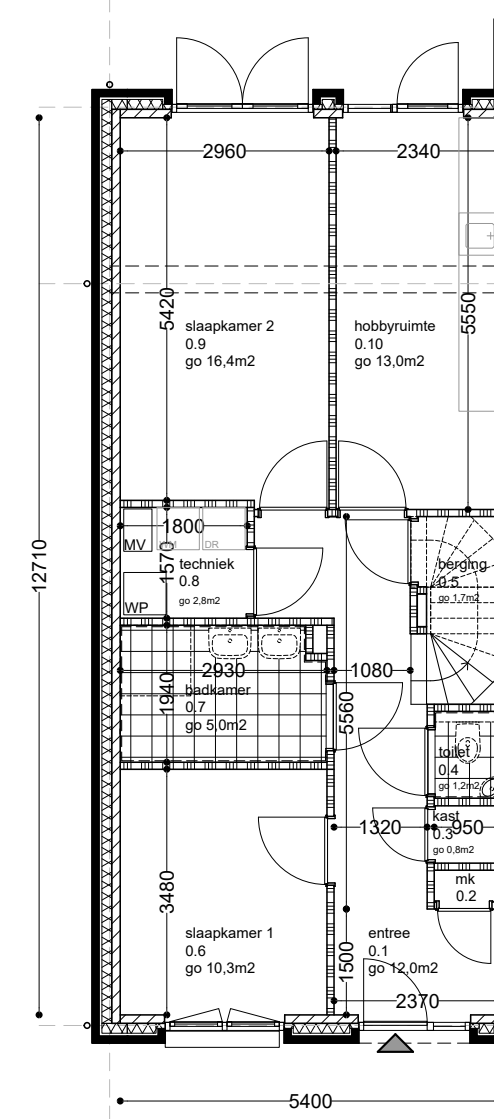 2960
2340
5420
5550
slaapkamer 2
0.9
go 16,4m2
hobbyruimte
0.10
go 13,0m2
12710
1800
MV
DR
1570
techniek
0.8
go 2,8m2
WP
berging
0.5
go 1,7m2
2930
1080
1940
badkamer
0.7
go 5,0m2
5560
toilet
0.4
go 1,2m2
kast
0.3
go 0,8m2
1320
950
mk
0.2
3480
slaapkamer 1
0.6
go 10,3m2
entree
0.1
go 12,0m2
1500
2370
5400